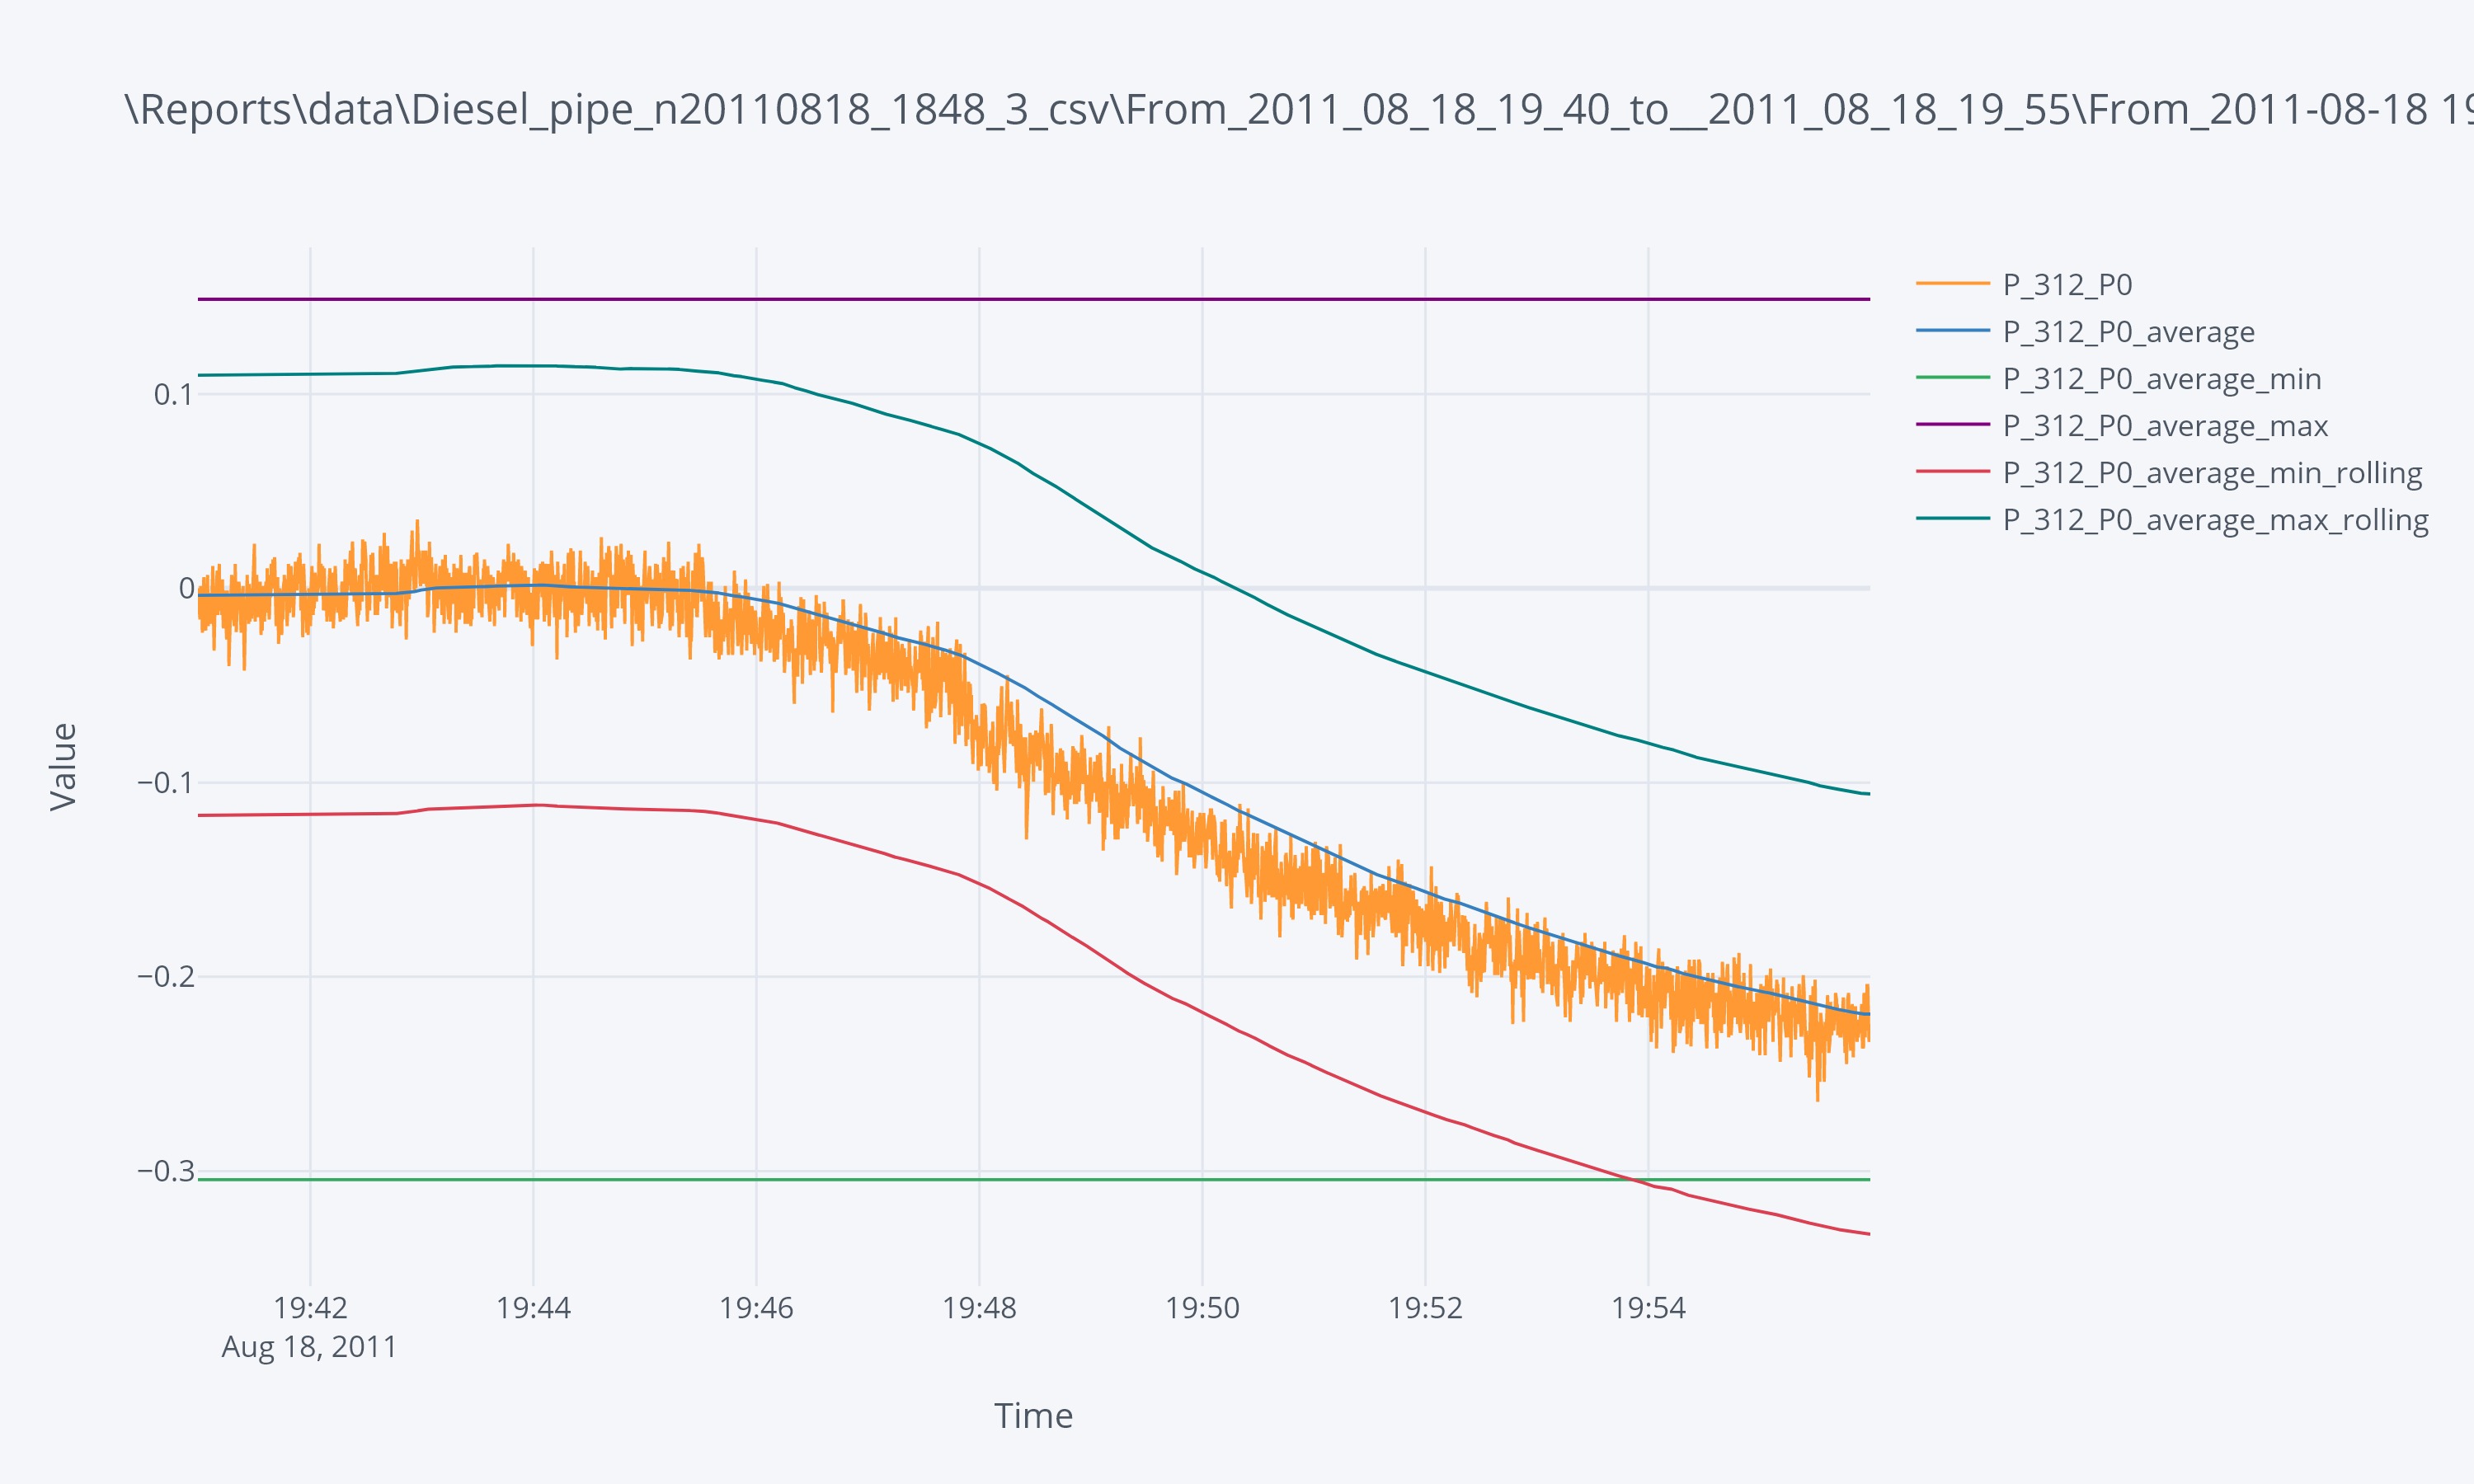 \Reports\data\Diesel_pipe_n20110818_1848_3_csv\From_2011_08_18_19_40_to__2011_08_18_19_55\From_2011-08-18 19
P_312_P0
P_312_P0_average
P_312_P0_average_min
P_312_P0_average_max
P_312_P0_average_min_rolling
P_312_P0_average_max_rolling
0.1
0
−0.1
−0.2
−0.3
Value
19:42
19:44
19:46
19:48
19:50
19:52
19:54
Aug 18, 2011
Time